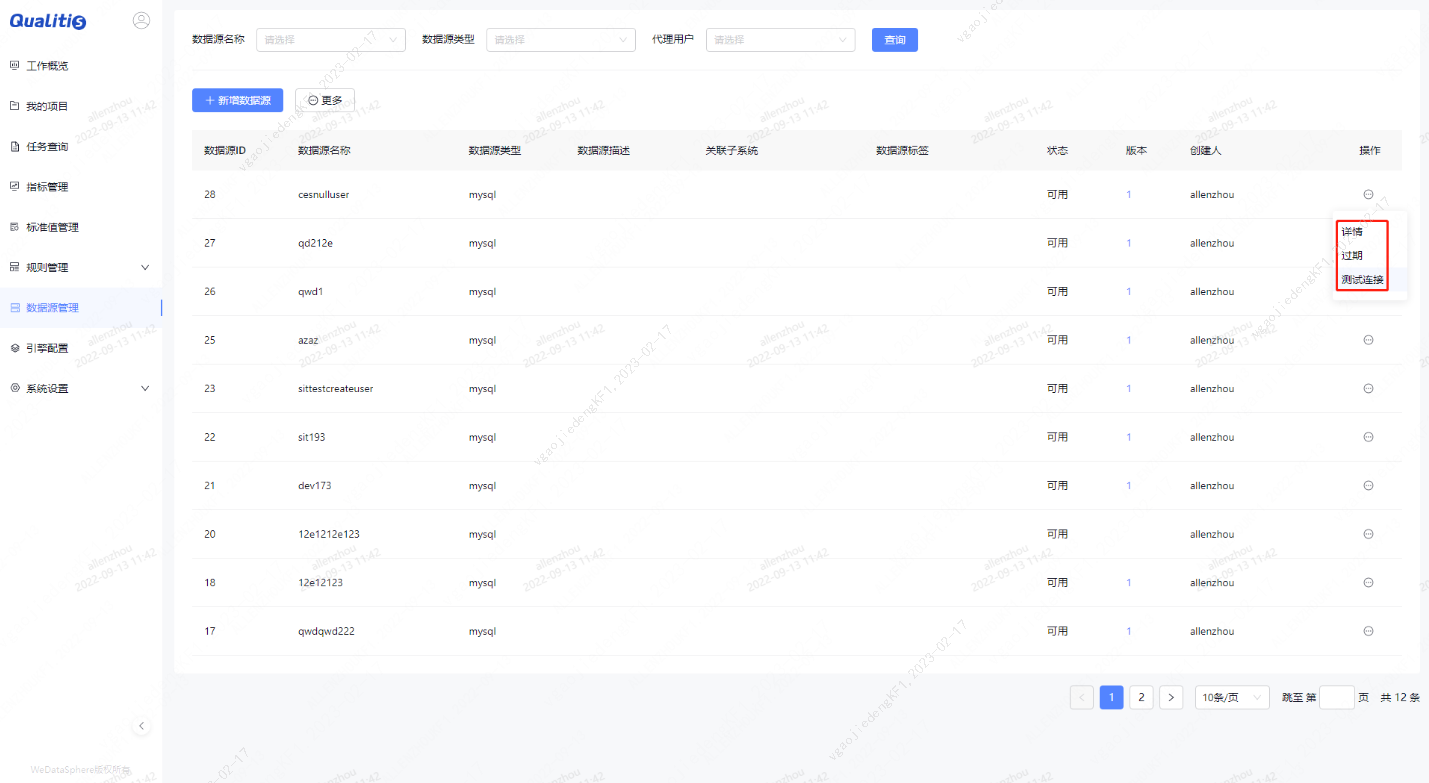 Qualitis
工作概览
我的项目
任务查询
指标管理
标准值管理
规则管理
数据源管理
引擎配置
系统设置
WeDataSphere版权所有
数据源名称 请选择 数据源类型 请选择 代理用户 请选择 查询
+ 新增数据源 更多
数据源ID 数据源名称 数据源类型 数据源描述 关联子系统 数据源标签 状态 版本 创建人 操作
28 cesnulluser mysql 可用 1 allenzhou
详情
过期
测试连接
27 qd212e mysql 可用 1 allenzhou
26 qwd1 mysql 可用 1 allenzhou
25 azaz mysql 可用 1 allenzhou
23 sittestcreateuser mysql 可用 1 allenzhou
22 sit193 mysql 可用 1 allenzhou
21 dev173 mysql 可用 1 allenzhou
20 12e1212e123 mysql 可用 allenzhou
18 12e12123 mysql 可用 1 allenzhou
17 qwdqwd222 mysql 可用 1 allenzhou
< 1 2 > 10条/页 跳至 第 页 共 12 条
allenzhou
2022-09-13 11:42
vgaojiedengKF1,2023-02-17